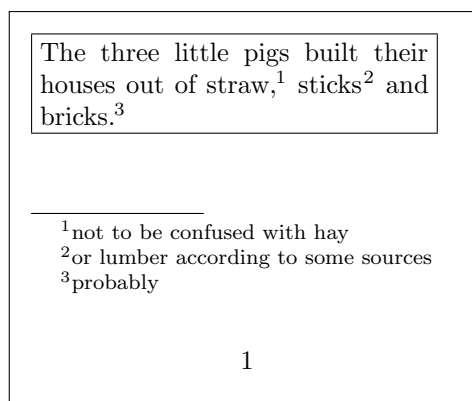 The three little pigs built their
houses out of straw,¹ sticks² and
bricks.³
¹not to be confused with hay
²or lumber according to some sources
³probably
1